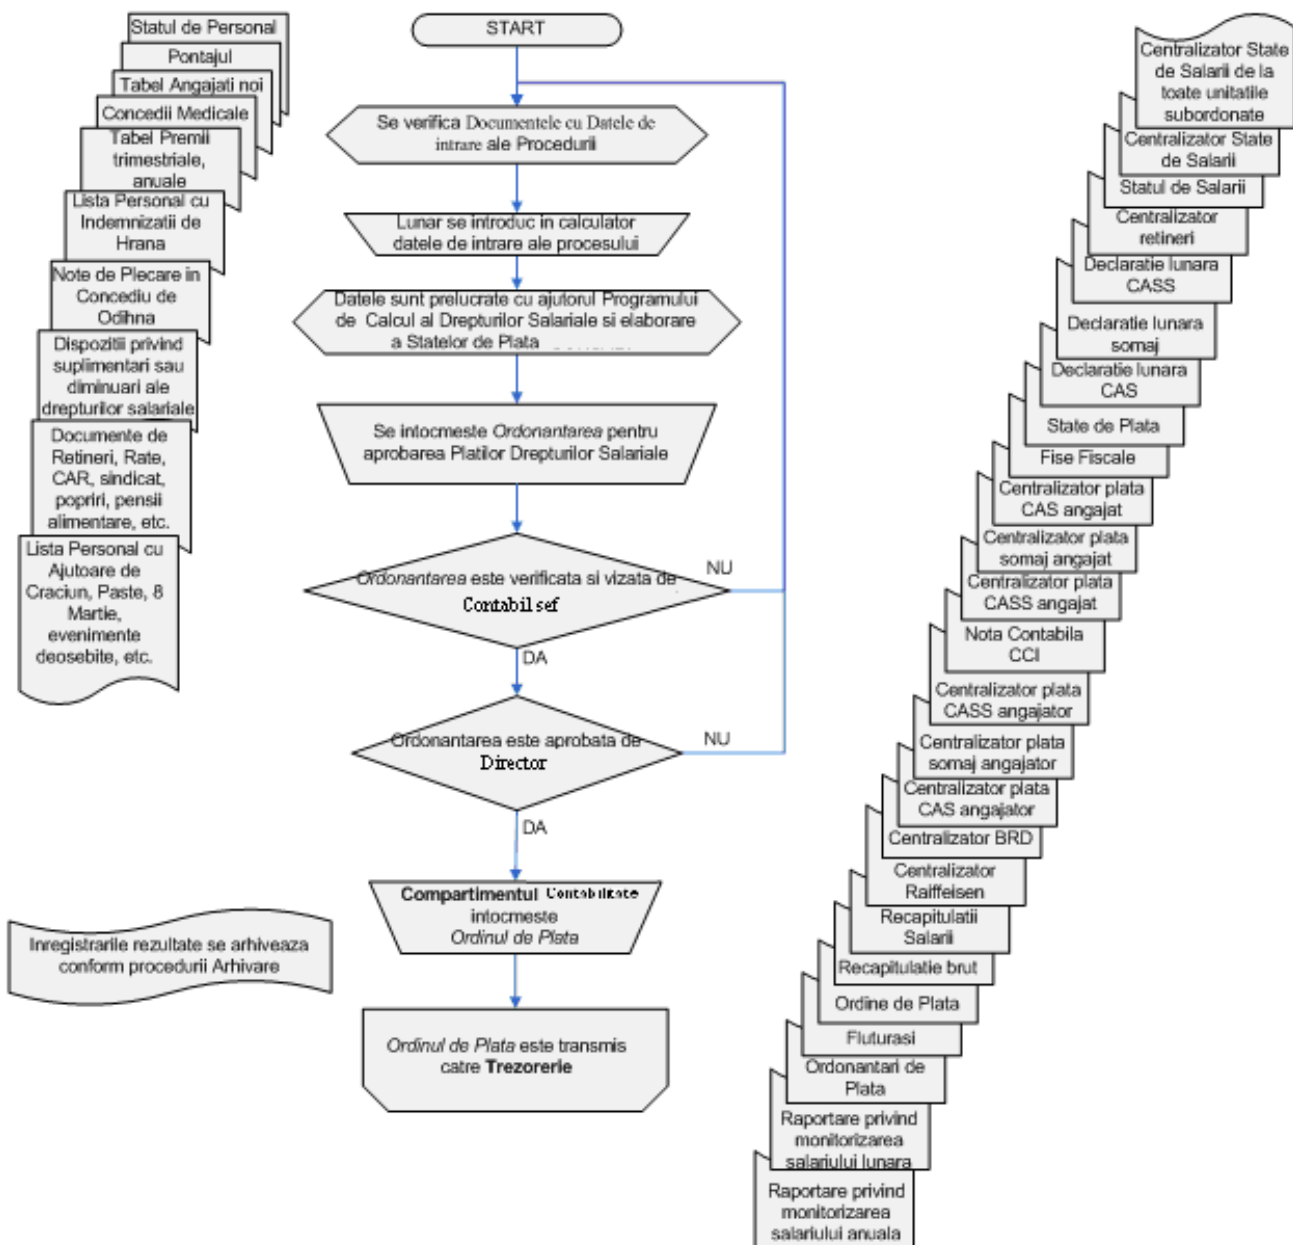 Statul de Personal
Pontajul
Tabel Angajati noi
Concedii Medicale
Tabel Premii
trimestriale,
anuale
Lista Personal cu
Indemnizatii de
Hrana
Note de Plecare in
Concediu de
Odihna
Dispozitii privind
suplimentari sau
diminuari ale
drepturilor salariale
Documente de
Retineri, Rate,
CAR, sindicat,
popriri, pensii
alimentare, etc.
Lista Personal cu
Ajutoare de
Craciun, Paste, 8
Martie,
evenimente
deosebite, etc.
Inregistrarile rezultate se arhiveaza
conform procedurii Arhivare
START
Se verifica Documentele cu Datele de
intrare ale Procedurii
Lunar se introduc in calculator
datele de intrare ale procesului
Datele sunt prelucrate cu ajutorul Programului
de Calcul al Drepturilor Salariale si elaborare
a Statelor de Plata
Se intocmeste Ordonantarea pentru
aprobarea Platilor Drepturilor Salariale
Ordonantarea este verificata si vizata de
Contabil sef
NU
DA
Ordonantarea este aprobata de
Director
NU
DA
Compartimentul Contabilitate
intocmeste
Ordinul de Plata
Ordinul de Plata este transmis
catre Trezorerie
Centralizator State
de Salarii de la
toate unitatile
subordonate
Centralizator State
de Salarii
Statul de Salarii
Centralizator
retineri
Declaratie lunara
CASS
Declaratie lunara
somaj
Declaratie lunara
CAS
State de Plata
Fise Fiscale
Centralizator plata
CAS angajat
Centralizator plata
somaj angajat
Centralizator plata
CASS angajat
Nota Contabila
CCI
Centralizator plata
CASS angajator
Centralizator plata
somaj angajator
Centralizator plata
CAS angajator
Centralizator BRD
Centralizator
Raiffeisen
Recapitulatii
Salarii
Recapitulatie brut
Ordine de Plata
Fluturasi
Ordonantari de
Plata
Raportare privind
monitorizarea
salariului lunara
Raportare privind
monitorizarea
salariului anuala